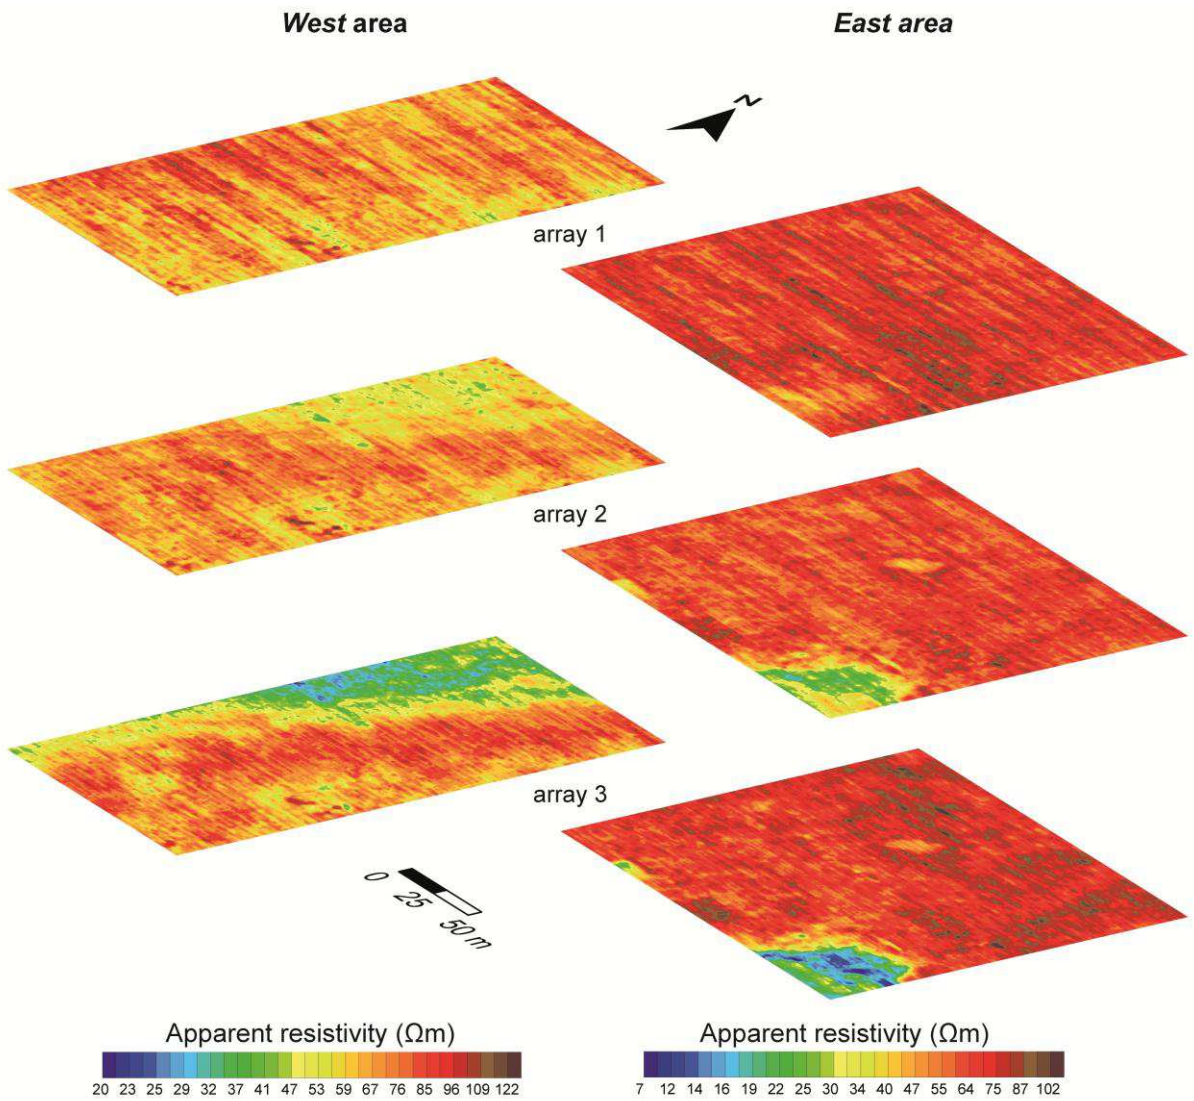 West area
East area
N
array 1
array 2
array 3
0 25 50 m
Apparent resistivity (Ωm)
20 23 25 29 32 37 41 47 53 59 67 76 85 96 109 122
Apparent resistivity (Ωm)
7 12 14 16 19 22 25 30 34 40 47 55 64 75 87 102